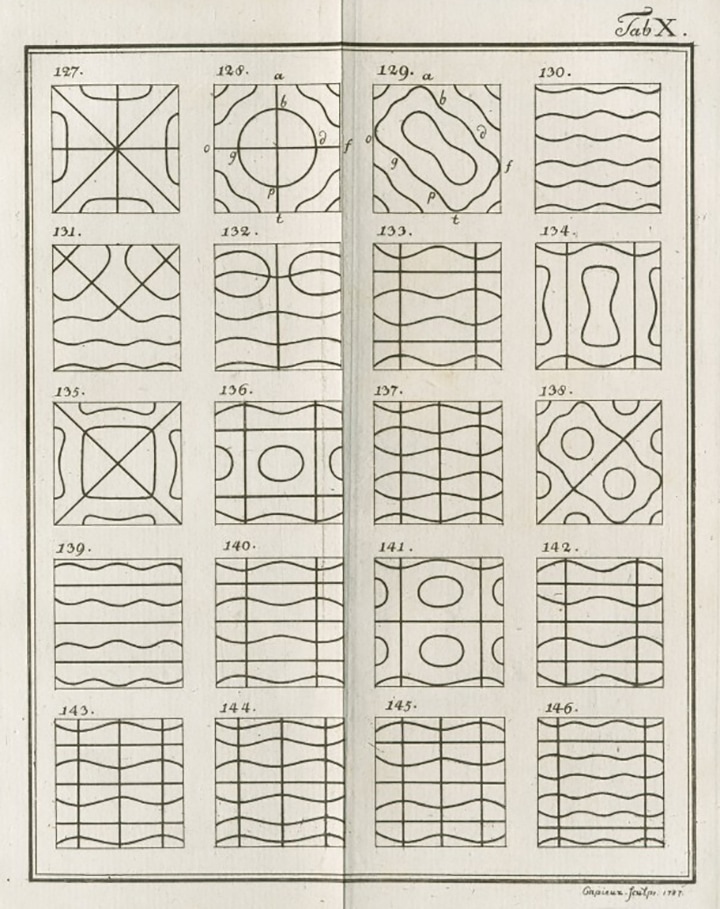 Tab X.
127. 128. a 129. a 130.
b b
o g d f o g d f
p p
t t
131. 132. 133. 134.
135. 136. 137. 138.
139. 140. 141. 142.
143. 144. 145. 146.
Capieux. sculps. 1787.